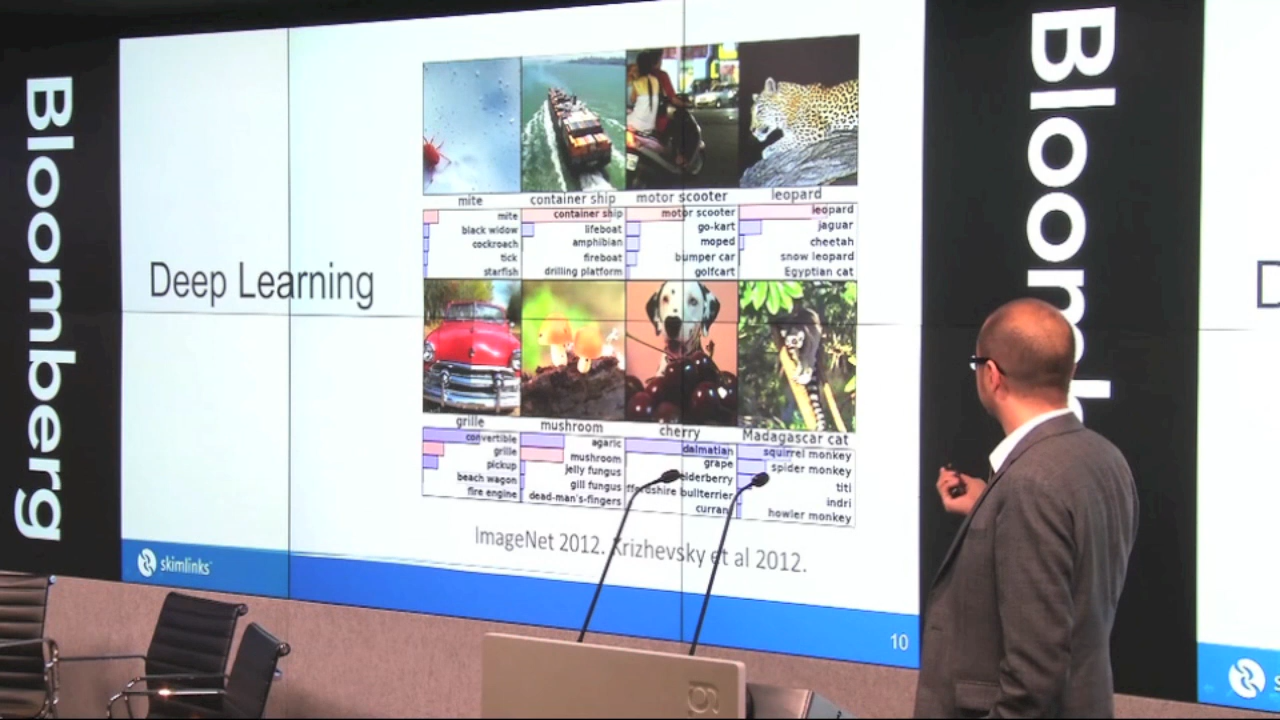 Bloomberg
Deep Learning
mite
container ship
motor scooter
leopard
mite
black widow
cockroach
tick
starfish
container ship
lifeboat
amphibian
fireboat
drilling platform
motor scooter
go-kart
moped
bumper car
golfcart
leopard
jaguar
cheetah
snow leopard
Egyptian cat
grille
mushroom
cherry
Madagascar cat
convertible
grille
pickup
beach wagon
fire engine
agaric
mushroom
jelly fungus
gill fungus
dead-man's-fingers
dalmatian
grape
elderberry
ffordshire bullterrier
currant
squirrel monkey
spider monkey
titi
indri
howler monkey
ImageNet 2012. Krizhevsky et al 2012.
skimlinks
10